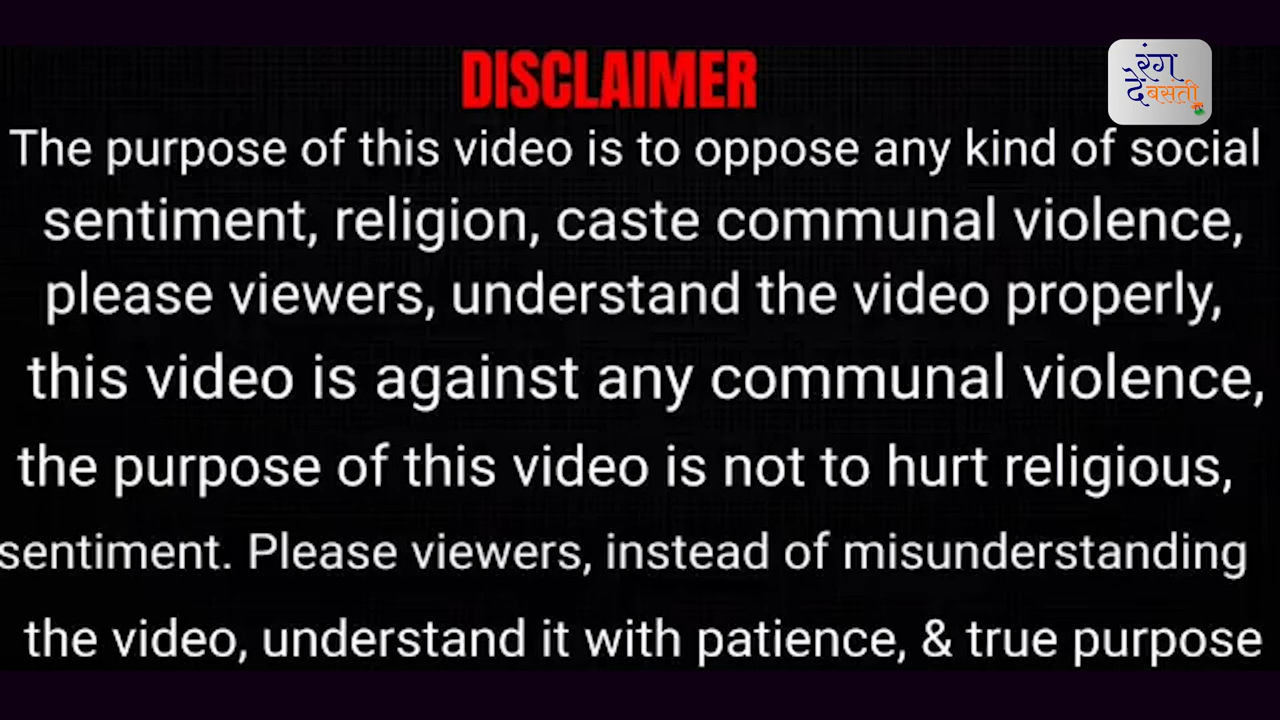 DISCLAIMER
रंग
दे बसंती
The purpose of this video is to oppose any kind of social
sentiment, religion, caste communal violence,
please viewers, understand the video properly,
this video is against any communal violence,
the purpose of this video is not to hurt religious,
sentiment. Please viewers, instead of misunderstanding
the video, understand it with patience, & true purpose